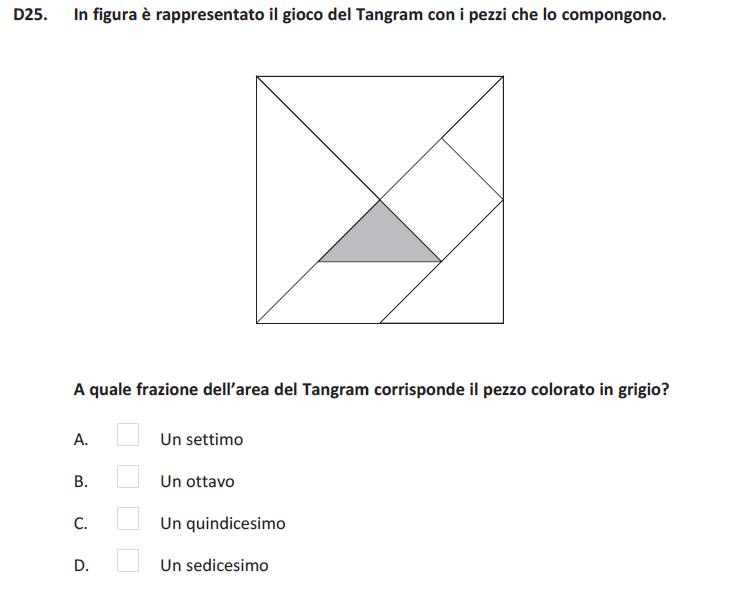 D25. In figura è rappresentato il gioco del Tangram con i pezzi che lo compongono.
A quale frazione dell'area del Tangram corrisponde il pezzo colorato in grigio?
A. Un settimo
B. Un ottavo
C. Un quindicesimo
D. Un sedicesimo